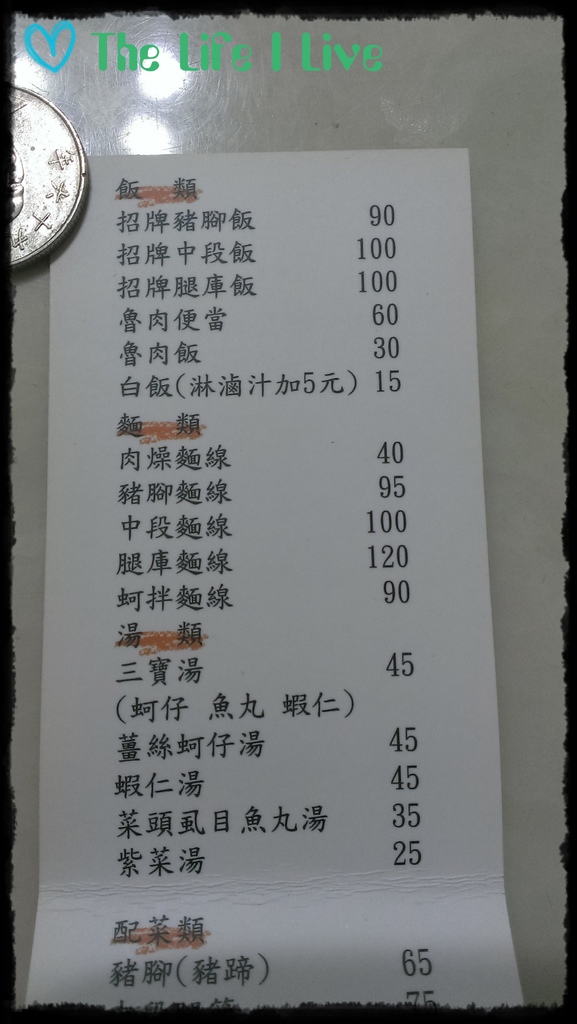 The Life I Live
飯 類
招牌豬腳飯 90
招牌中段飯 100
招牌腿庫飯 100
魯肉便當 60
魯肉飯 30
白飯(淋滷汁加5元) 15
麵 類
肉燥麵線 40
豬腳麵線 95
中段麵線 100
腿庫麵線 120
蚵拌麵線 90
湯 類
三寶湯 45
(蚵仔 魚丸 蝦仁)
薑絲蚵仔湯 45
蝦仁湯 45
菜頭虱目魚丸湯 35
紫菜湯 25
配菜類
豬腳(豬蹄) 65
75